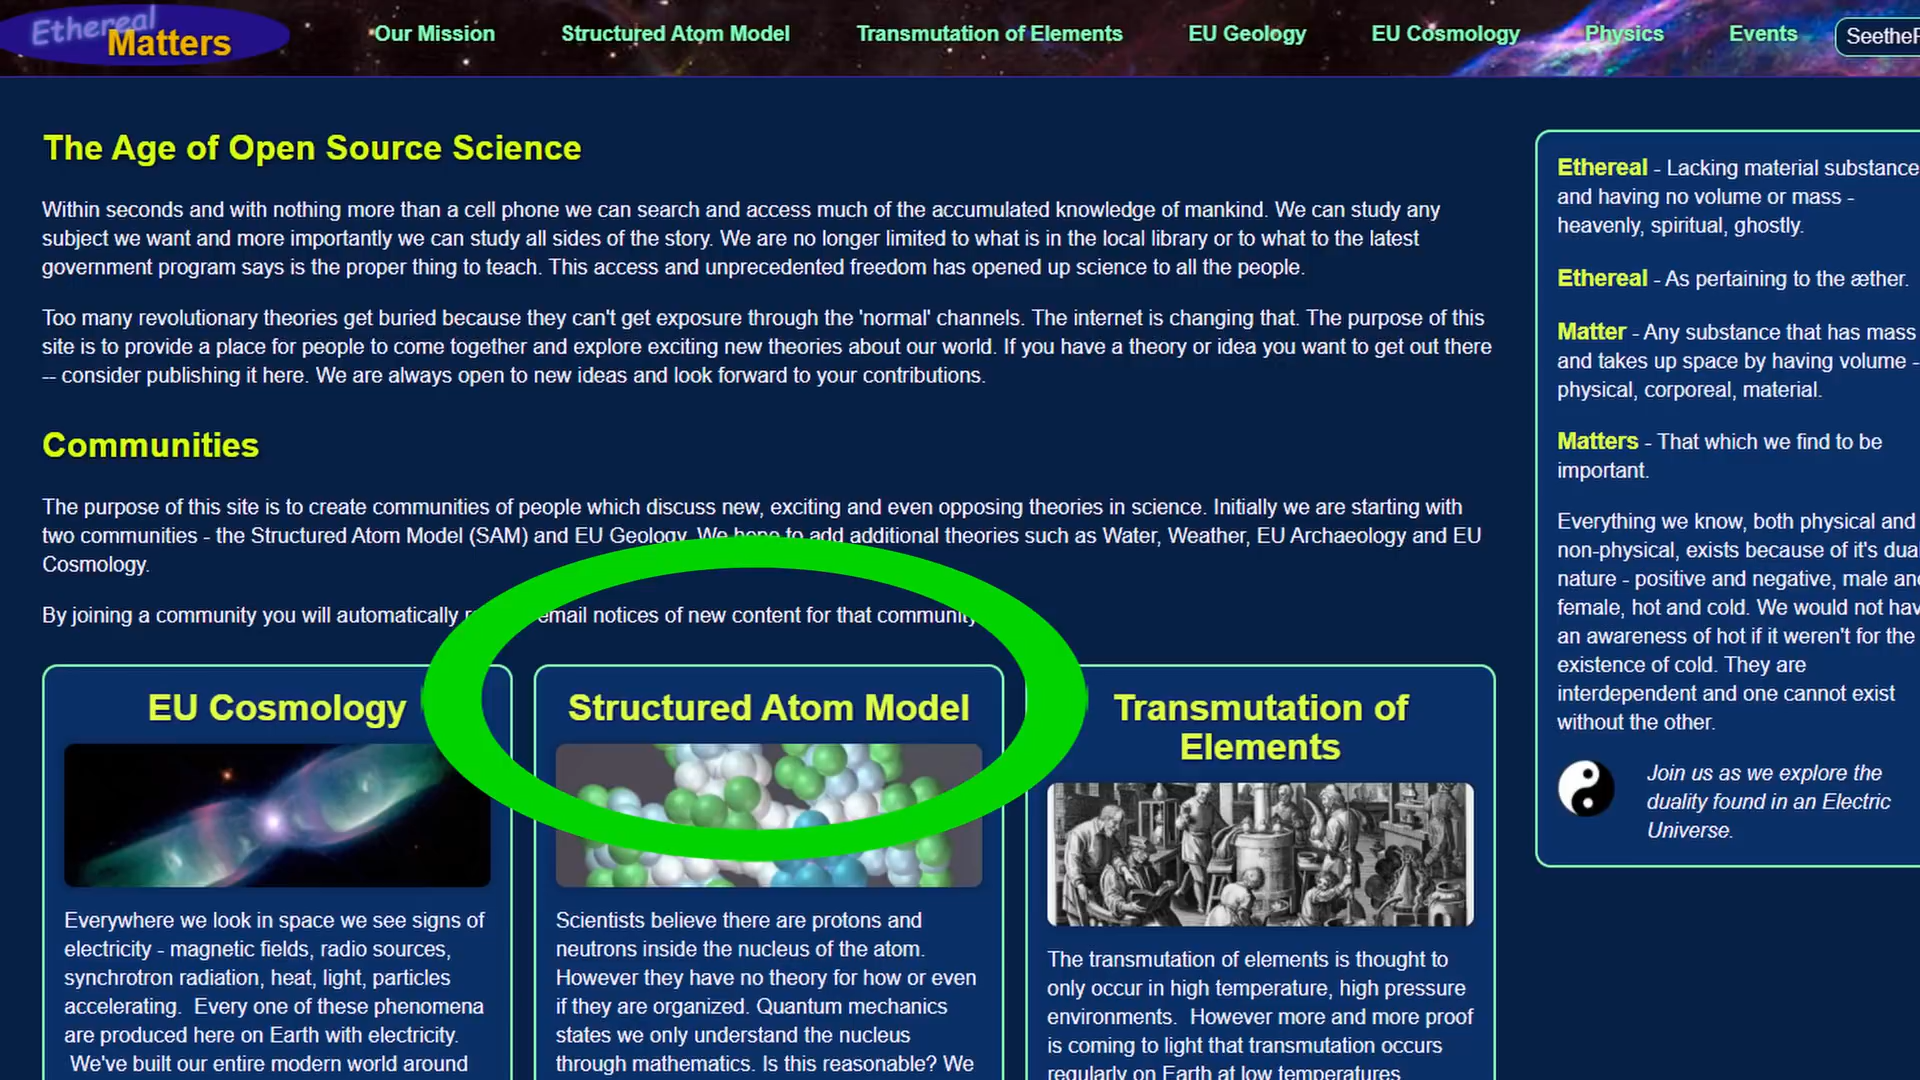 Ethereal
Matters
Our Mission
Structured Atom Model
Transmutation of Elements
EU Geology
EU Cosmology
Physics
Events
The Age of Open Source Science
Within seconds and with nothing more than a cell phone we can search and access much of the accumulated knowledge of mankind. We can study any
subject we want and more importantly we can study all sides of the story. We are no longer limited to what is in the local library or to what to the latest
government program says is the proper thing to teach. This access and unprecedented freedom has opened up science to all the people.
Too many revolutionary theories get buried because they can't get exposure through the 'normal' channels. The internet is changing that. The purpose of this
site is to provide a place for people to come together and explore exciting new theories about our world. If you have a theory or idea you want to get out there
-- consider publishing it here. We are always open to new ideas and look forward to your contributions.
Communities
The purpose of this site is to create communities of people which discuss new, exciting and even opposing theories in science. Initially we are starting with
two communities - the Structured Atom Model (SAM) and EU Geology. We hope to add additional theories such as Water, Weather, EU Archaeology and EU
Cosmology.
By joining a community you will automatically email notices of new content for that community
EU Cosmology
Everywhere we look in space we see signs of
electricity - magnetic fields, radio sources,
synchrotron radiation, heat, light, particles
accelerating. Every one of these phenomena
are produced here on Earth with electricity.
We've built our entire modern world around
Structured Atom Model
Scientists believe there are protons and
neutrons inside the nucleus of the atom.
However they have no theory for how or even
if they are organized. Quantum mechanics
states we only understand the nucleus
through mathematics. Is this reasonable? We
Transmutation of
Elements
The transmutation of elements is thought to
only occur in high temperature, high pressure
environments. However more and more proof
is coming to light that transmutation occurs
regularly on Earth at low temperatures
Ethereal - Lacking material substance
and having no volume or mass -
heavenly, spiritual, ghostly.
Ethereal - As pertaining to the æther.
Matter - Any substance that has mass
and takes up space by having volume -
physical, corporeal, material.
Matters - That which we find to be
important.
Everything we know, both physical and
non-physical, exists because of it's dual
nature - positive and negative, male and
female, hot and cold. We would not have
an awareness of hot if it weren't for the
existence of cold. They are
interdependent and one cannot exist
without the other.
Join us as we explore the
duality found in an Electric
Universe.